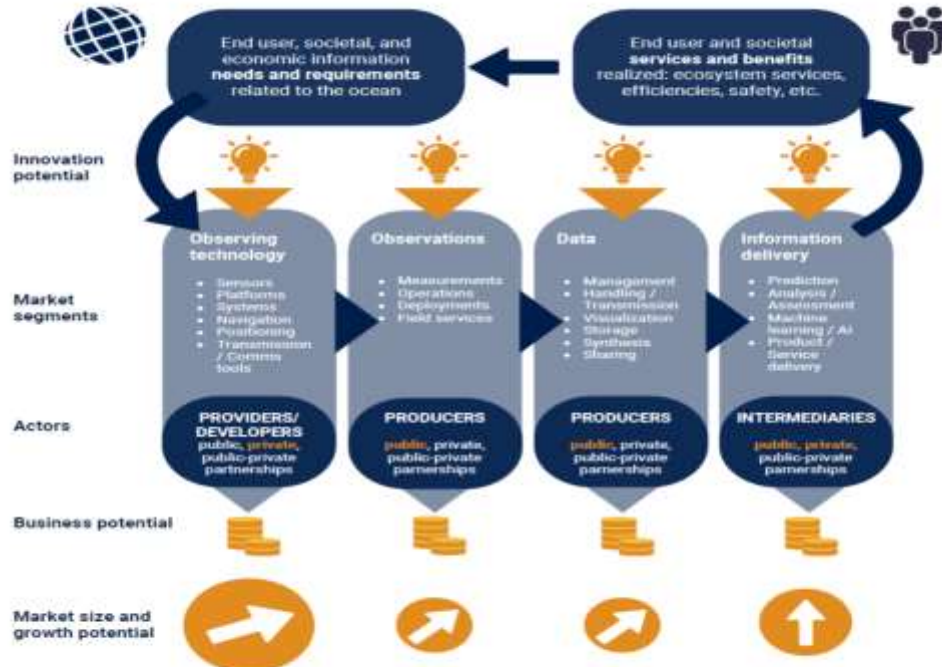 End user, societal, and
economic information
needs and requirements
related to the ocean
End user and societal
services and benefits
realized: ecosystem services,
efficiencies, safety, etc.
Innovation
potential
Market
segments
Observing
technology
• Sensors
• Platforms
• Systems
• Navigation
• Positioning
• Transmission
/ Comms
tools
Observations
• Measurements
• Operations
• Deployments
• Field services
Data
• Management
• Handling /
Transmission
• Visualization
• Storage
• Synthesis
• Sharing
Information
delivery
• Prediction
• Analysis /
Assessment
• Machine
learning / AI
• Product /
Service
delivery
Actors
PROVIDERS/
DEVELOPERS
public, private,
public-private
partnerships
PRODUCERS
public, private,
public-private
parnerships
PRODUCERS
public, private,
public-private
parnerships
INTERMEDIARIES
public, private,
public-private
parnerships
Business potential
Market size and
growth potential